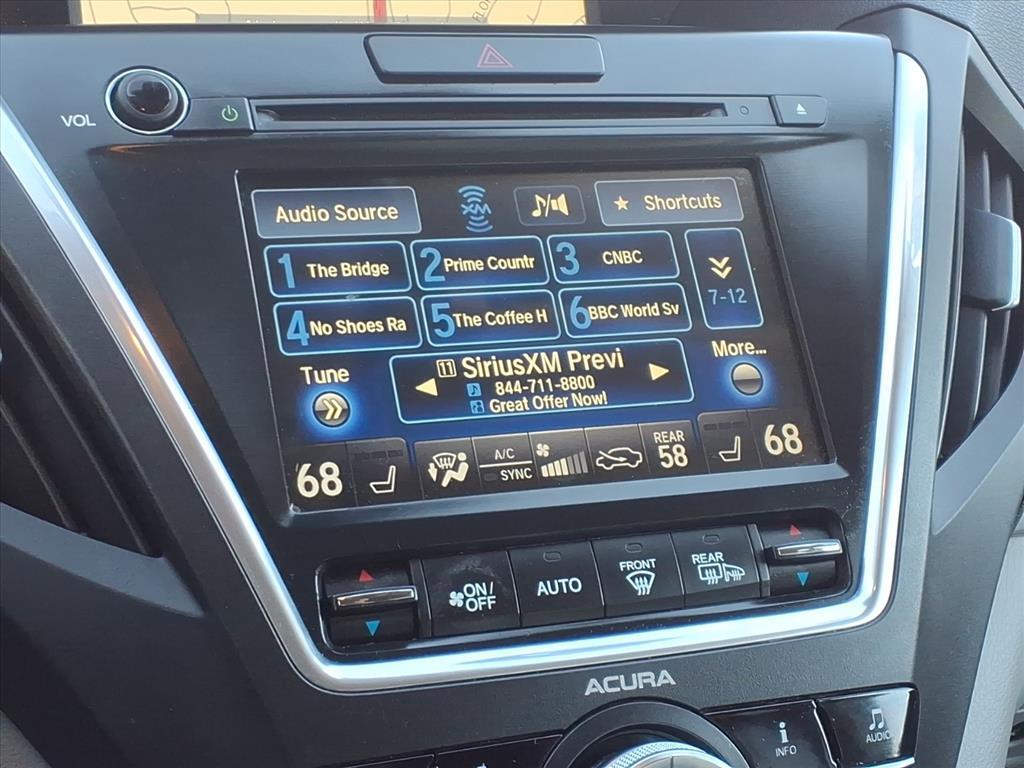 VOL
Audio Source
XM
Shortcuts
1 The Bridge
2 Prime Countr
3 CNBC
7-12
4 No Shoes Ra
5 The Coffee H
6 BBC World Sv
Tune
11 SiriusXM Previ
844-711-8800
Great Offer Now!
More...
68
A/C
SYNC
REAR
58
68
ON/
OFF
AUTO
FRONT
REAR
ACURA
INFO
AUDIO